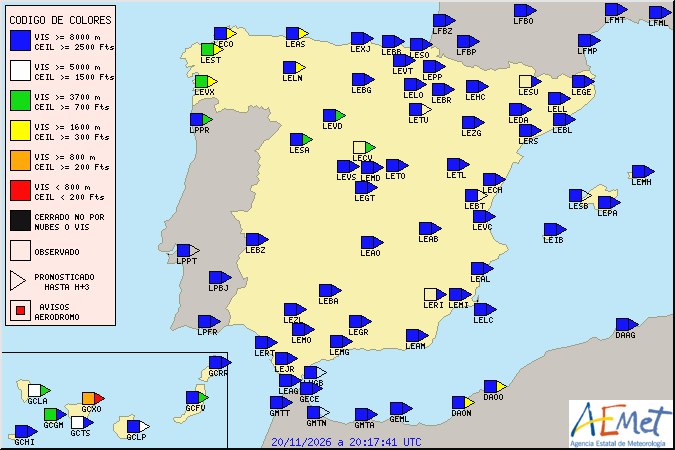 CODIGO DE COLORES
VIS >= 8000 m
CEIL >= 2500 Fts
VIS >= 5000 m
CEIL >= 1500 Fts
VIS >= 3700 m
CEIL >= 700 Fts
VIS >= 1600 m
CEIL >= 300 Fts
VIS >= 800 m
CEIL >= 200 Fts
VIS < 800 m
CEIL < 200 Fts
CERRADO NO POR
NUBES O VIS
OBSERVADO
PRONOSTICADO
HASTA H+3
AVISOS
AERODROMO
LFBO
LFMT
LFML
LFBZ
LECO
LEAS
LEXJ
LEBB
LESO
LFBP
LFMP
LEST
LEVT
LEPP
LELN
LEBG
LEVX
LELO
LEBR
LEHC
LESU
LEGE
LELL
LETU
LEDA
LPPR
LEVD
LEZG
LERS
LEBL
LESA
LECV
LEVS
LEMD
LETO
LETL
LEMH
LEGT
LECH
LEBT
LESB
LEPA
LEVC
LEAB
LEIB
LEBZ
LEAO
LPPT
LEAL
LPBJ
LEBA
LERI
LEMI
LEZL
LELC
LPFR
LEMO
LEGR
DAAG
LERT
LEMG
LEAM
LEJR
GCRR
LEAG
LXGB
GCLA
GCXO
GCFV
GECE
GMTT
DAOO
GCGM
GMTN
GMTA
GEML
DAON
GCHI
GCTS
GCLP
20/11/2026 a 20:17:41 UTC
AEMet
Agencia Estatal de Meteorología